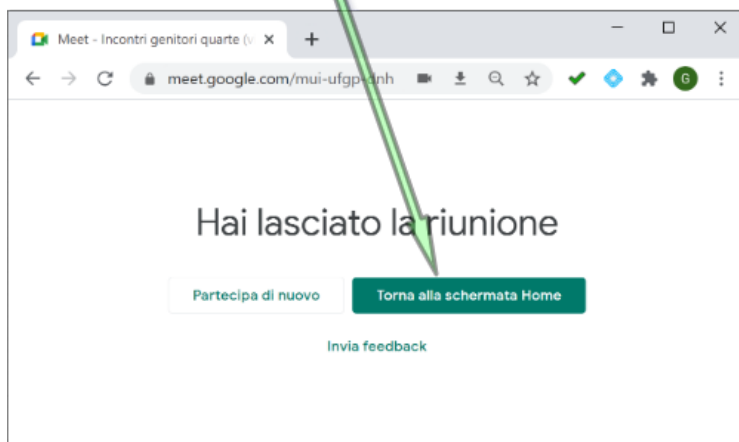 Meet - Incontri genitori quarte (v
meet.google.com/mui-ufgp-dnh
G
Hai lasciato la riunione
Partecipa di nuovo
Torna alla schermata Home
Invia feedback